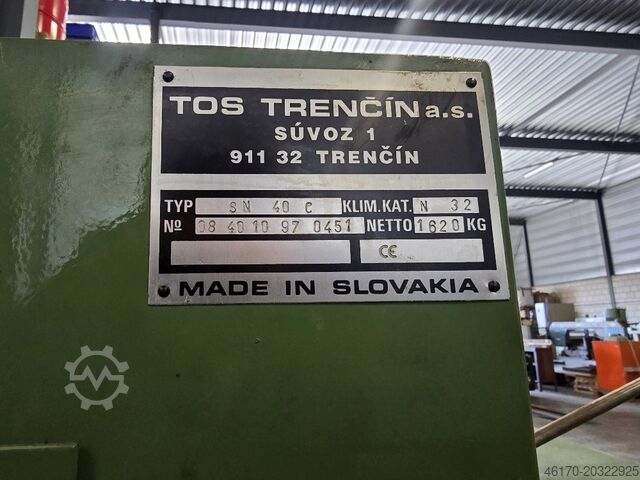 TOS TRENČÍN a.s.
SÚVOZ 1
911 32 TRENČÍN
TYP SN 40 C KLIM.KAT. N 32
No 08 40 10 97 0451 NETTO 1620 KG
CE
MADE IN SLOVAKIA
46170-20322925